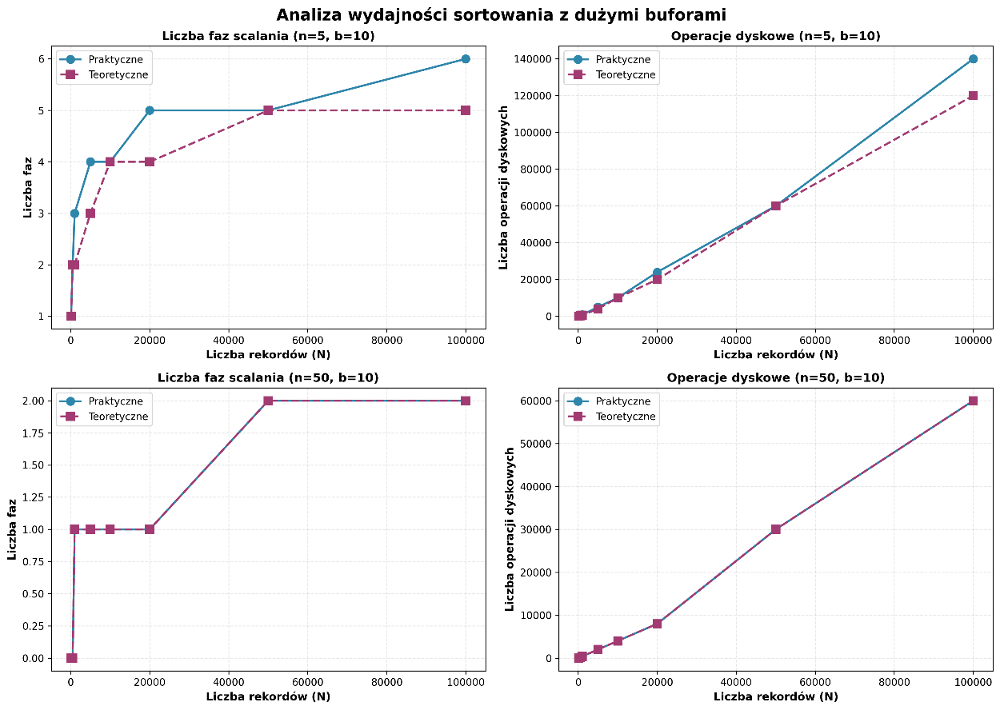 Analiza wydajności sortowania z dużymi buforami
Liczba faz scalania (n=5, b=10)
Praktyczne
Teoretyczne
6
5
4
3
2
1
Liczba faz
0 20000 40000 60000 80000 100000
Liczba rekordów (N)
Operacje dyskowe (n=5, b=10)
Praktyczne
Teoretyczne
140000
120000
100000
80000
60000
40000
20000
0
Liczba operacji dyskowych
0 20000 40000 60000 80000 100000
Liczba rekordów (N)
Liczba faz scalania (n=50, b=10)
Praktyczne
Teoretyczne
2.00
1.75
1.50
1.25
1.00
0.75
0.50
0.25
0.00
Liczba faz
0 20000 40000 60000 80000 100000
Liczba rekordów (N)
Operacje dyskowe (n=50, b=10)
Praktyczne
Teoretyczne
60000
50000
40000
30000
20000
10000
0
Liczba operacji dyskowych
0 20000 40000 60000 80000 100000
Liczba rekordów (N)